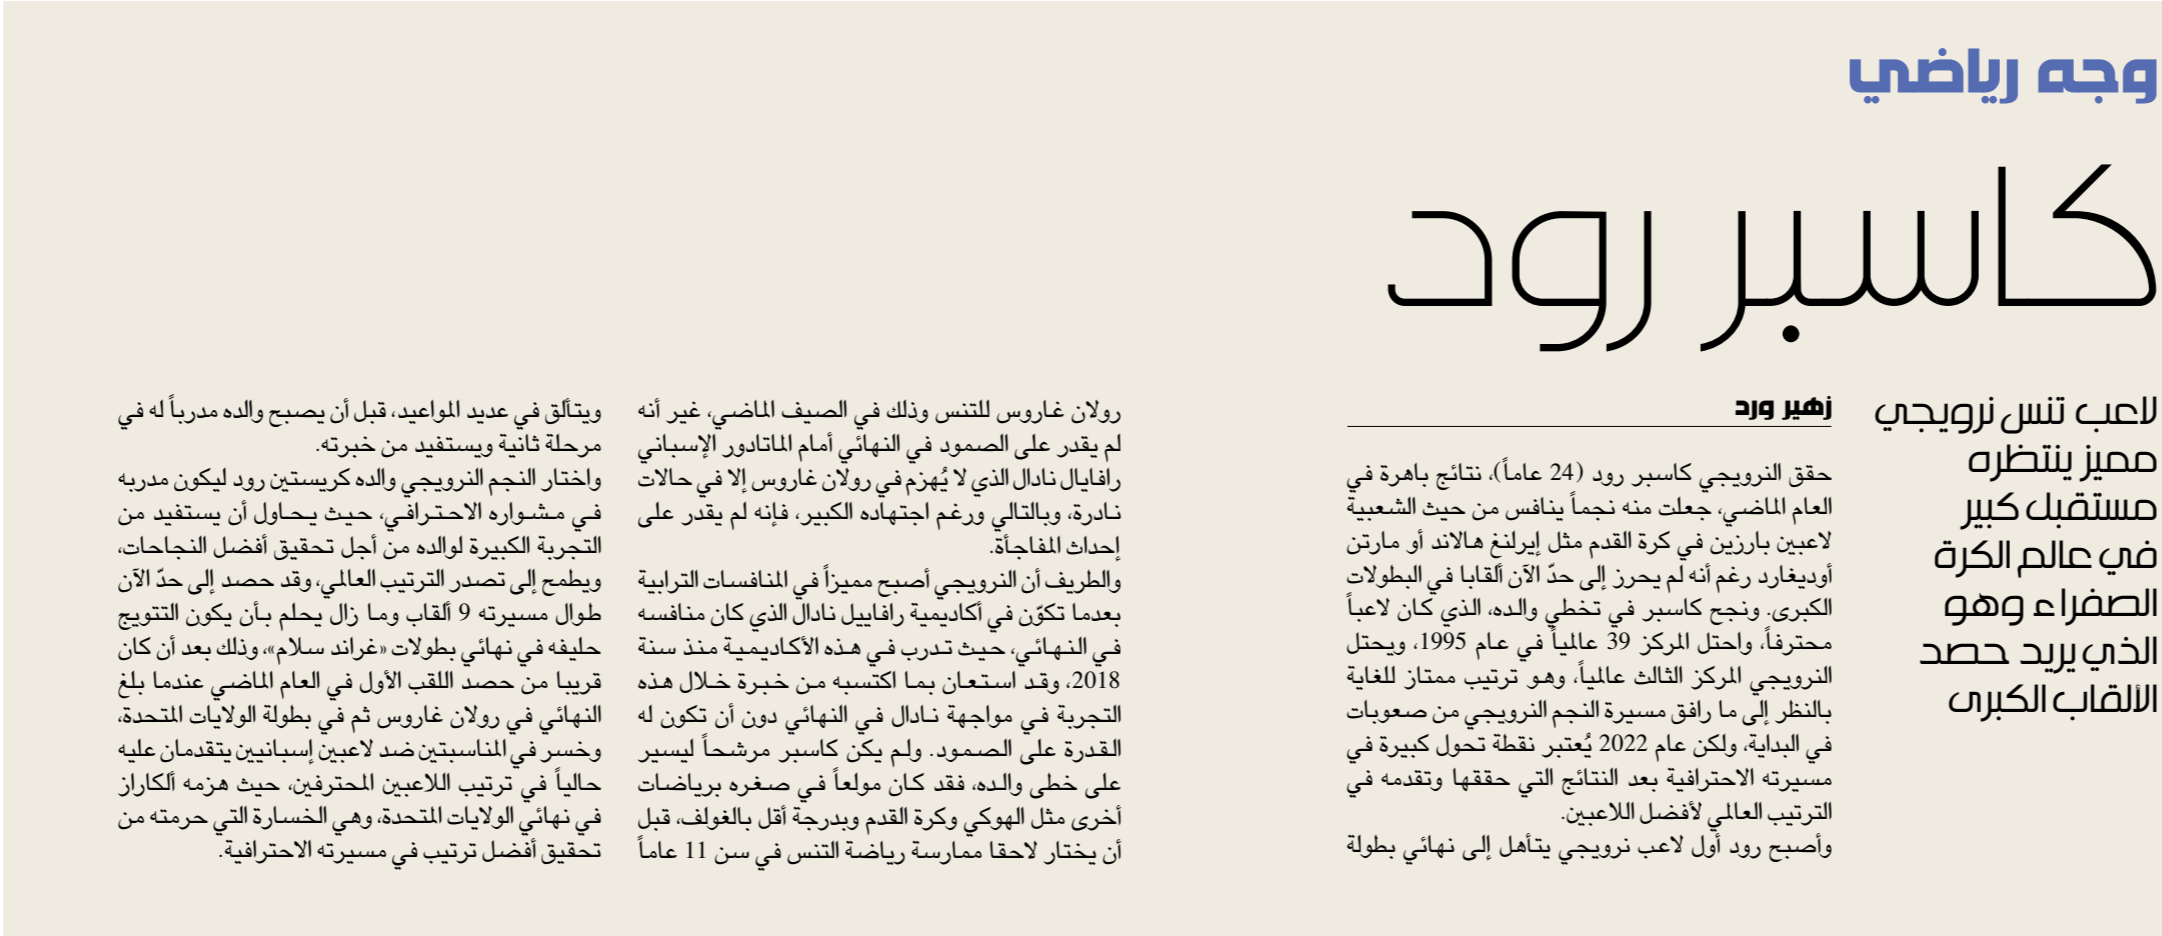 وجه رياضي
كاسبر رود
لاعب تنس نرويجي
مميز ينتظره
مستقبل كبير
في عالم الكرة
الصفراء وهو
الذي يريد حصد
الألقاب الكبرى
زهير ورد
حقق النرويجي كاسبر رود (24 عاماً)، نتائج باهرة في
العام الماضي، جعلت منه نجماً ينافس من حيث الشعبية
لاعبين بارزين في كرة القدم مثل إيرلنغ هالاند أو مارتن
أوديغارد رغم أنه لم يحرز إلى حدّ الآن ألقابا في البطولات
الكبرى. ونجح كاسبر في تخطي والده، الذي كان لاعباً
محترفاً، واحتل المركز 39 عالمياً في عام 1995، ويحتل
النرويجي المركز الثالث عالمياً، وهو ترتيب ممتاز للغاية
بالنظر إلى ما رافق مسيرة النجم النرويجي من صعوبات
في البداية، ولكن عام 2022 يُعتبر نقطة تحول كبيرة في
مسيرته الاحترافية بعد النتائج التي حققها وتقدمه في
الترتيب العالمي لأفضل اللاعبين.
وأصبح رود أول لاعب نرويجي يتأهل إلى نهائي بطولة
رولان غاروس للتنس وذلك في الصيف الماضي، غير أنه
لم يقدر على الصمود في النهائي أمام الماتادور الإسباني
رافايال نادال الذي لا يُهزم في رولان غاروس إلا في حالات
نادرة، وبالتالي ورغم اجتهاده الكبير، فإنه لم يقدر على
إحداث المفاجأة.
والطريف أن النرويجي أصبح مميزاً في المنافسات الترابية
بعدما تكوّن في أكاديمية رافاييل نادال الذي كان منافسه
في النهائي، حيث تدرب في هذه الأكاديمية منذ سنة
2018، وقد استعان بما اكتسبه من خبرة خلال هذه
التجربة في مواجهة نادال في النهائي دون أن تكون له
القدرة على الصمود. ولم يكن كاسبر مرشحاً ليسير
على خطى والده، فقد كان مولعاً في صغره برياضات
أخرى مثل الهوكي وكرة القدم وبدرجة أقل بالغولف، قبل
أن يختار لاحقا ممارسة رياضة التنس في سن 11 عاماً
ويتألق في عديد المواعيد، قبل أن يصبح والده مدرباً له في
مرحلة ثانية ويستفيد من خبرته.
واختار النجم النرويجي والده كريستين رود ليكون مدربه
في مشواره الاحترافي، حيث يحاول أن يستفيد من
التجربة الكبيرة لوالده من أجل تحقيق أفضل النجاحات،
ويطمح إلى تصدر الترتيب العالمي، وقد حصد إلى حدّ الآن
طوال مسيرته 9 ألقاب وما زال يحلم بأن يكون التتويج
حليفه في نهائي بطولات «غراند سلام»، وذلك بعد أن كان
قريبا من حصد اللقب الأول في العام الماضي عندما بلغ
النهائي في رولان غاروس ثم في بطولة الولايات المتحدة،
وخسر في المناسبتين ضد لاعبين إسبانيين يتقدمان عليه
حالياً في ترتيب اللاعبين المحترفين، حيث هزمه ألكاراز
في نهائي الولايات المتحدة، وهي الخسارة التي حرمته من
تحقيق أفضل ترتيب في مسيرته الاحترافية.